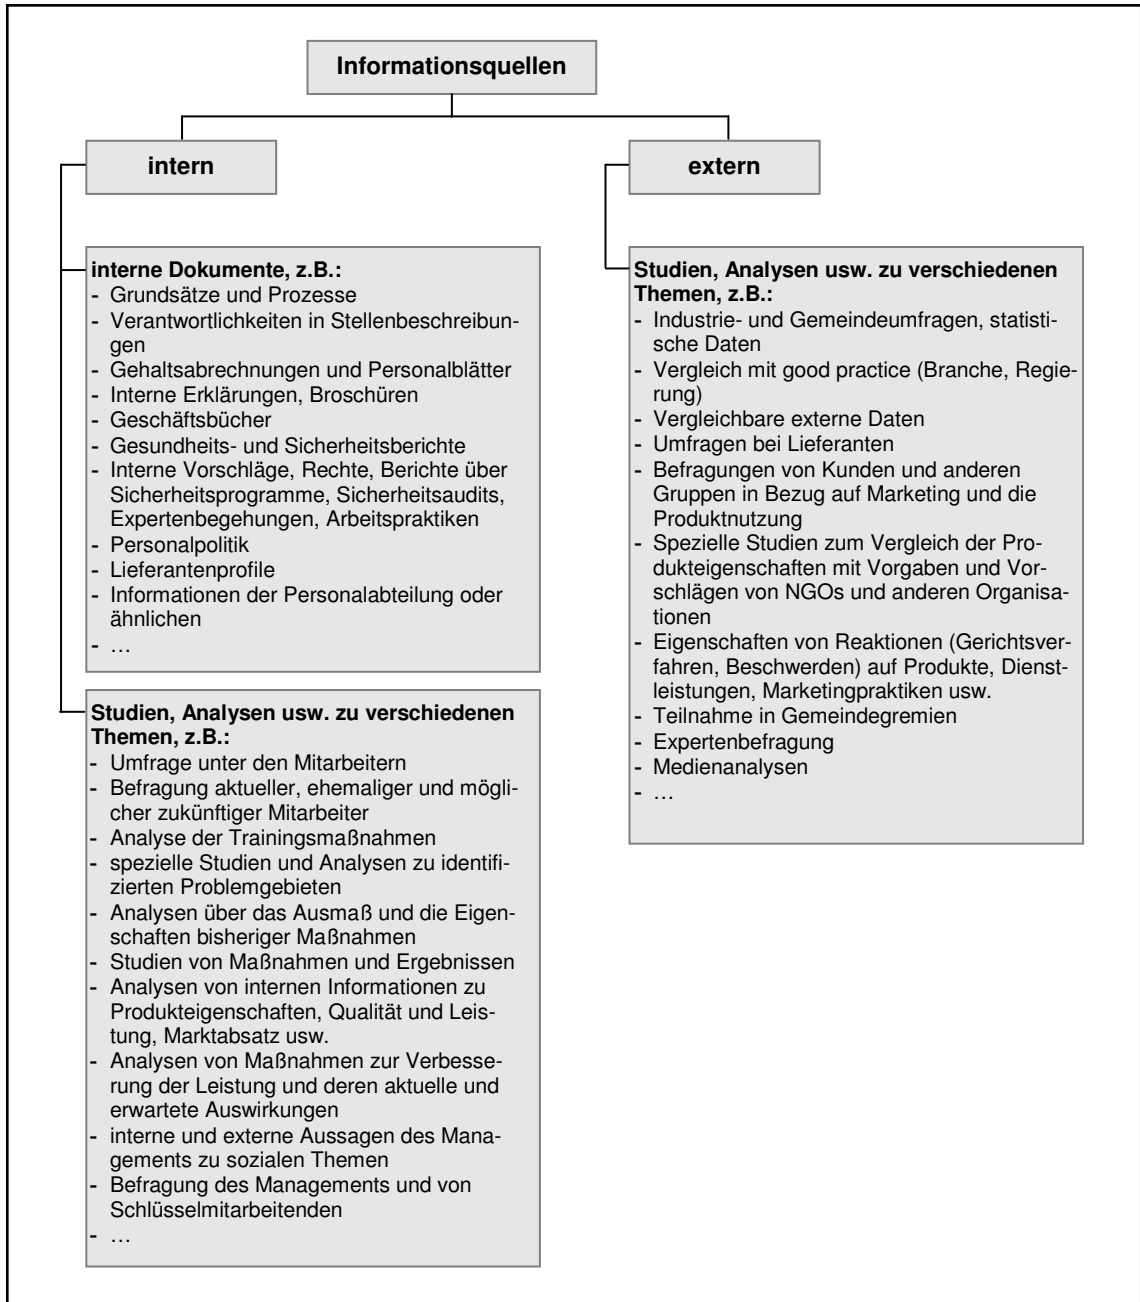 Informationsquellen
intern
extern
interne Dokumente, z.B.:
- Grundsätze und Prozesse
- Verantwortlichkeiten in Stellenbeschreibun-
gen
- Gehaltsabrechnungen und Personalblätter
- Interne Erklärungen, Broschüren
- Geschäftsbücher
- Gesundheits- und Sicherheitsberichte
- Interne Vorschläge, Rechte, Berichte über
Sicherheitsprogramme, Sicherheitsaudits,
Expertenbegehungen, Arbeitspraktiken
- Personalpolitik
- Lieferantenprofile
- Informationen der Personalabteilung oder
ähnlichen
- …
Studien, Analysen usw. zu verschiedenen
Themen, z.B.:
- Umfrage unter den Mitarbeitern
- Befragung aktueller, ehemaliger und mögli-
cher zukünftiger Mitarbeiter
- Analyse der Trainingsmaßnahmen
- spezielle Studien und Analysen zu identifi-
zierten Problemgebieten
- Analysen über das Ausmaß und die Eigen-
schaften bisheriger Maßnahmen
- Studien von Maßnahmen und Ergebnissen
- Analysen von internen Informationen zu
Produkteigenschaften, Qualität und Leis-
tung, Marktabsatz usw.
- Analysen von Maßnahmen zur Verbesse-
rung der Leistung und deren aktuelle und
erwartete Auswirkungen
- interne und externe Aussagen des Mana-
gements zu sozialen Themen
- Befragung des Managements und von
Schlüsselmitarbeitenden
- …
Studien, Analysen usw. zu verschiedenen
Themen, z.B.:
- Industrie- und Gemeindeumfragen, statisti-
sche Daten
- Vergleich mit good practice (Branche, Regie-
rung)
- Vergleichbare externe Daten
- Umfragen bei Lieferanten
- Befragungen von Kunden und anderen
Gruppen in Bezug auf Marketing und die
Produktnutzung
- Spezielle Studien zum Vergleich der Pro-
dukteigenschaften mit Vorgaben und Vor-
schlägen von NGOs und anderen Organisa-
tionen
- Eigenschaften von Reaktionen (Gerichtsver-
fahren, Beschwerden) auf Produkte, Dienst-
leistungen, Marketingpraktiken usw.
- Teilnahme in Gemeindegremien
- Expertenbefragung
- Medienanalysen
- …